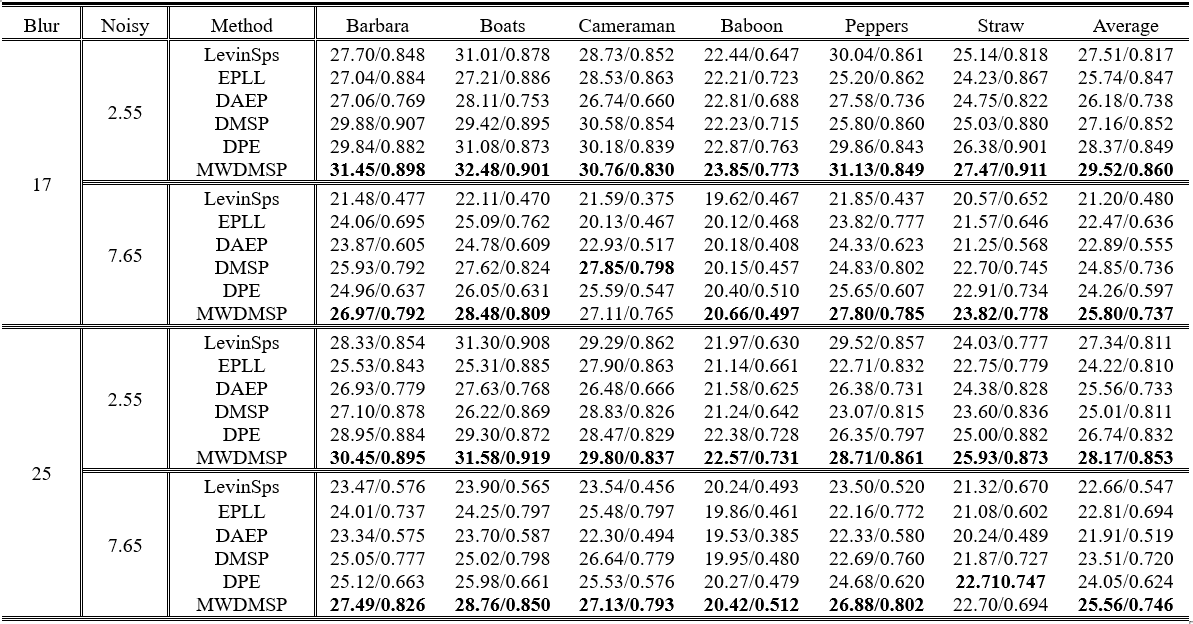 Blur Noisy Method Barbara Boats Cameraman Baboon Peppers Straw Average
LevinSps 27.70/0.848 31.01/0.878 28.73/0.852 22.44/0.647 30.04/0.861 25.14/0.818 27.51/0.817
EPLL 27.04/0.884 27.21/0.886 28.53/0.863 22.21/0.723 25.20/0.862 24.23/0.867 25.74/0.847
DAEP 27.06/0.769 28.11/0.753 26.74/0.660 22.81/0.688 27.58/0.736 24.75/0.822 26.18/0.738
2.55
DMSP 29.88/0.907 29.42/0.895 30.58/0.854 22.23/0.715 25.80/0.860 25.03/0.880 27.16/0.852
DPE 29.84/0.882 31.08/0.873 30.18/0.839 22.87/0.763 29.86/0.843 26.38/0.901 28.37/0.849
MWDMSP 31.45/0.898 32.48/0.901 30.76/0.830 23.85/0.773 31.13/0.849 27.47/0.911 29.52/0.860
17
LevinSps 21.48/0.477 22.11/0.470 21.59/0.375 19.62/0.467 21.85/0.437 20.57/0.652 21.20/0.480
EPLL 24.06/0.695 25.09/0.762 20.13/0.467 20.12/0.468 23.82/0.777 21.57/0.646 22.47/0.636
DAEP 23.87/0.605 24.78/0.609 22.93/0.517 20.18/0.408 24.33/0.623 21.25/0.568 22.89/0.555
7.65
DMSP 25.93/0.792 27.62/0.824 27.85/0.798 20.15/0.457 24.83/0.802 22.70/0.745 24.85/0.736
DPE 24.96/0.637 26.05/0.631 25.59/0.547 20.40/0.510 25.65/0.607 22.91/0.734 24.26/0.597
MWDMSP 26.97/0.792 28.48/0.809 27.11/0.765 20.66/0.497 27.80/0.785 23.82/0.778 25.80/0.737
LevinSps 28.33/0.854 31.30/0.908 29.29/0.862 21.97/0.630 29.52/0.857 24.03/0.777 27.34/0.811
EPLL 25.53/0.843 25.31/0.885 27.90/0.863 21.14/0.661 22.71/0.832 22.75/0.779 24.22/0.810
DAEP 26.93/0.779 27.63/0.768 26.48/0.666 21.58/0.625 26.38/0.731 24.38/0.828 25.56/0.733
2.55
DMSP 27.10/0.878 26.22/0.869 28.83/0.826 21.24/0.642 23.07/0.815 23.60/0.836 25.01/0.811
DPE 28.95/0.884 29.30/0.872 28.47/0.829 22.38/0.728 26.35/0.797 25.00/0.882 26.74/0.832
MWDMSP 30.45/0.895 31.58/0.919 29.80/0.837 22.57/0.731 28.71/0.861 25.93/0.873 28.17/0.853
25
LevinSps 23.47/0.576 23.90/0.565 23.54/0.456 20.24/0.493 23.50/0.520 21.32/0.670 22.66/0.547
EPLL 24.01/0.737 24.25/0.797 25.48/0.797 19.86/0.461 22.16/0.772 21.08/0.602 22.81/0.694
DAEP 23.34/0.575 23.70/0.587 22.30/0.494 19.53/0.385 22.33/0.580 20.24/0.489 21.91/0.519
7.65
DMSP 25.05/0.777 25.02/0.798 26.64/0.779 19.95/0.480 22.69/0.760 21.87/0.727 23.51/0.720
DPE 25.12/0.663 25.98/0.661 25.53/0.576 20.27/0.479 24.68/0.620 22.710.747 24.05/0.624
MWDMSP 27.49/0.826 28.76/0.850 27.13/0.793 20.42/0.512 26.88/0.802 22.70/0.694 25.56/0.746